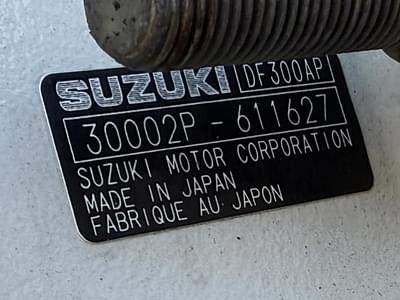 SUZUKI DF300AP
30002P-611627
SUZUKI MOTOR CORPORATION
MADE IN JAPAN
FABRIQUE AU JAPON